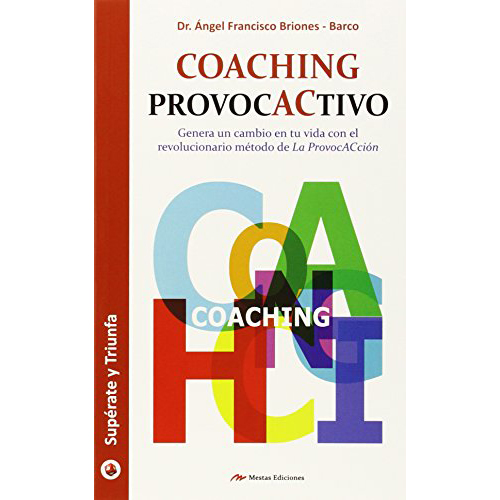 Dr. Ángel Francisco Briones - Barco
COACHING
PROVOCACTIVO
Genera un cambio en tu vida con el
revolucionario método de La ProvocACción
COACHING
COACHING
Mestas Ediciones
Supérate y Triunfa